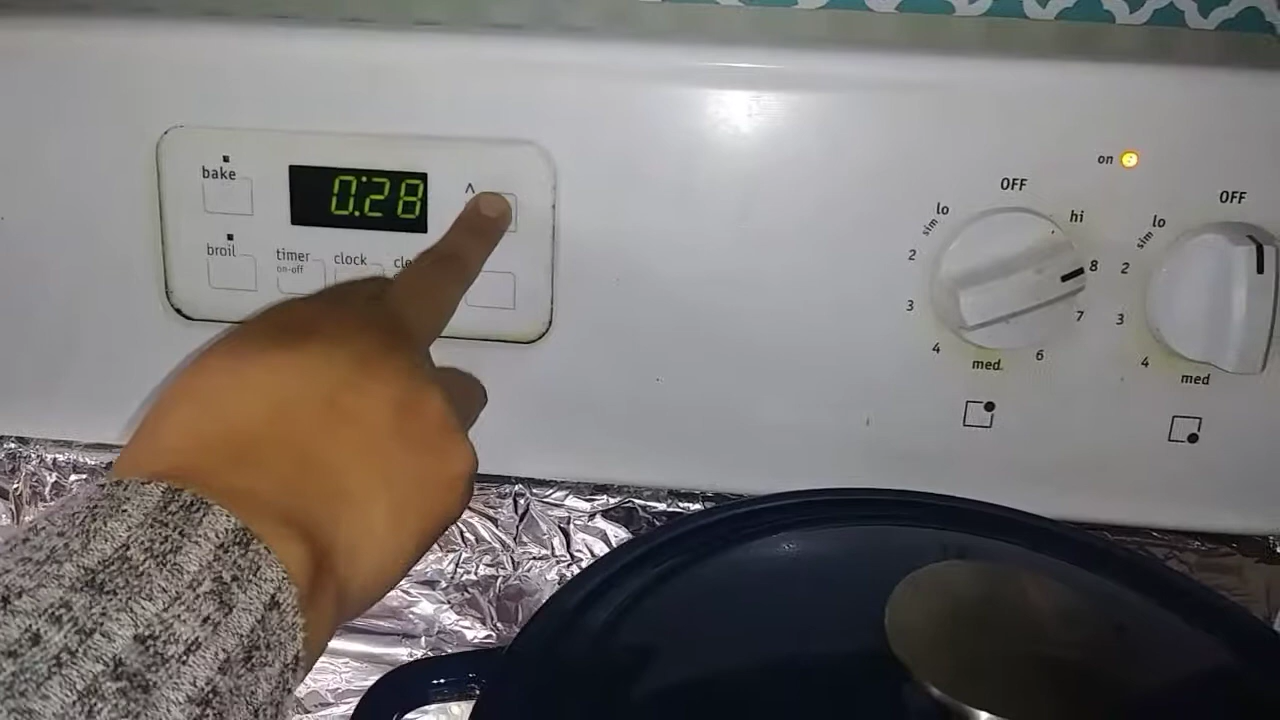 bake
0:28
^
broil
timer
on-off
clock
cle
on
OFF
lo
sim
hi
2
8
3
7
4
6
med.
OFF
lo
sim
2
3
4
med